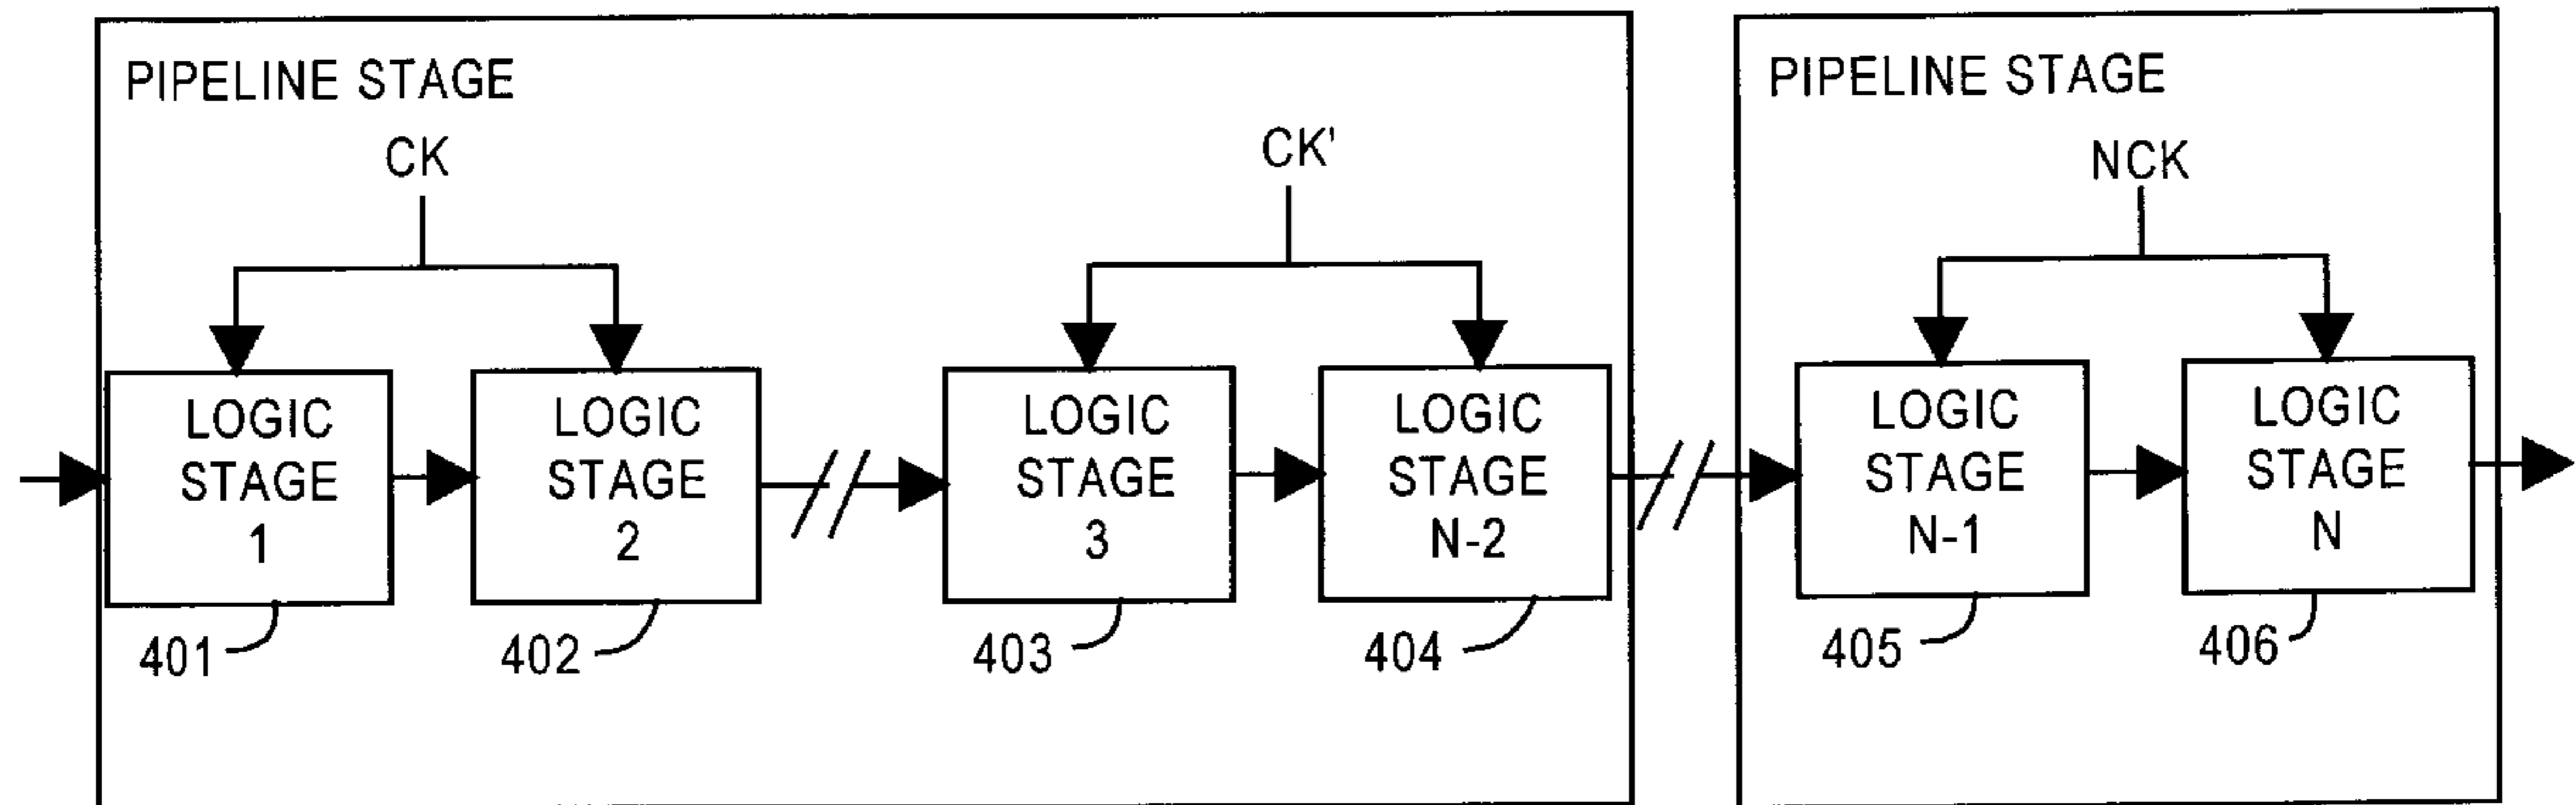 PIPELINE STAGE
CK
CK'
LOGIC
STAGE
1
LOGIC
STAGE
2
LOGIC
STAGE
3
LOGIC
STAGE
N-2
401
402
403
404
PIPELINE STAGE
NCK
LOGIC
STAGE
N-1
LOGIC
STAGE
N
405
406